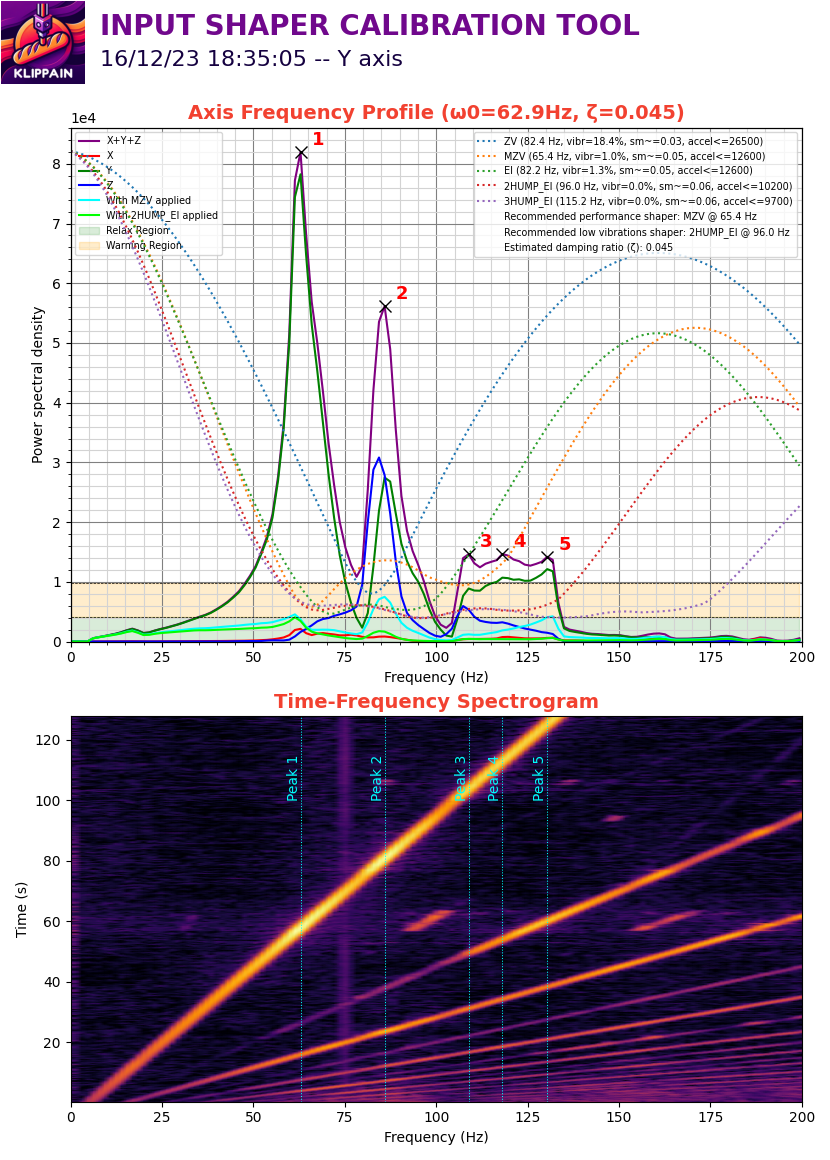 INPUT SHAPER CALIBRATION TOOL
16/12/23 18:35:05 -- Y axis
KLIPPAIN
Axis Frequency Profile (ω0=62.9Hz, ζ=0.045)
1e4
X+Y+Z
X
Y
Z
With MZV applied
With 2HUMP_EI applied
Relax Region
Warning Region
ZV (82.4 Hz, vibr=18.4%, sm~=0.03, accel<=26500)
MZV (65.4 Hz, vibr=1.0%, sm~=0.05, accel<=12600)
EI (82.2 Hz, vibr=1.3%, sm~=0.05, accel<=12600)
2HUMP_EI (96.0 Hz, vibr=0.0%, sm~=0.06, accel<=10200)
3HUMP_EI (115.2 Hz, vibr=0.0%, sm~=0.06, accel<=9700)
Recommended performance shaper: MZV @ 65.4 Hz
Recommended low vibrations shaper: 2HUMP_EI @ 96.0 Hz
Estimated damping ratio (ζ): 0.045
1
2
3
4
5
Power spectral density
8
7
6
5
4
3
2
1
0
0 25 50 75 100 125 150 175 200
Frequency (Hz)
Time-Frequency Spectrogram
Time (s)
120
100
80
60
40
20
Peak 1
Peak 2
Peak 3
Peak 4
Peak 5
0 25 50 75 100 125 150 175 200
Frequency (Hz)